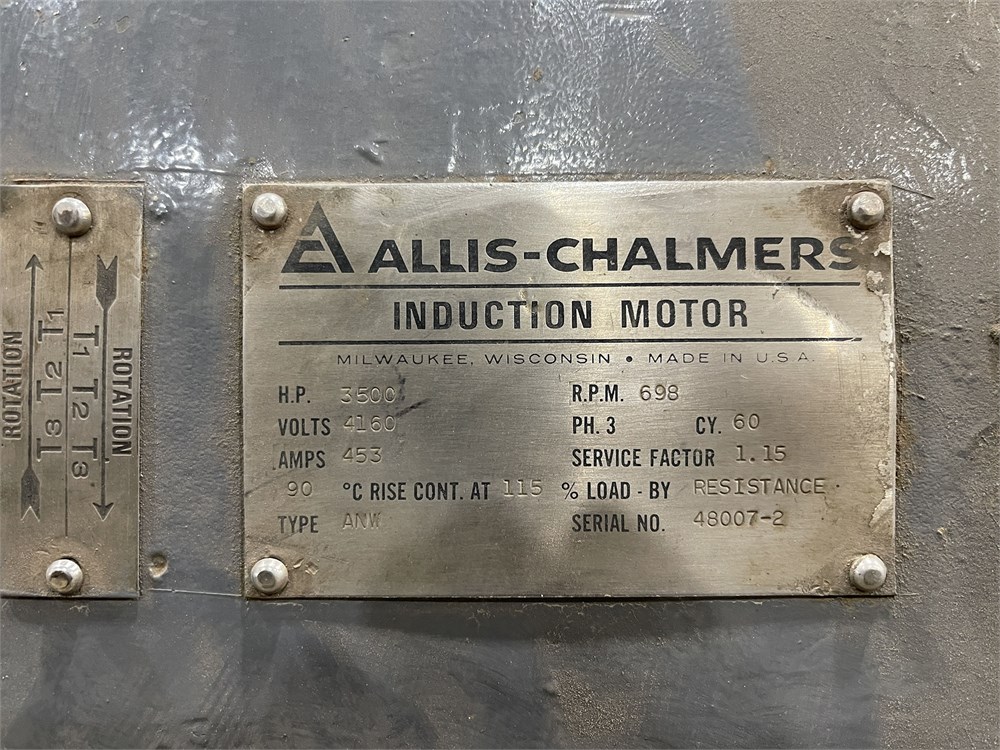 ROTATION
T3 T2 T1
T1 T2 T3
ROTATION
ALLIS-CHALMERS
INDUCTION MOTOR
MILWAUKEE, WISCONSIN • MADE IN U.S.A.
H.P. 3500 R.P.M. 698
VOLTS 4160 PH. 3 CY. 60
AMPS 453 SERVICE FACTOR 1.15
90 °C RISE CONT. AT 115 % LOAD - BY RESISTANCE
TYPE ANW SERIAL NO. 48007-2